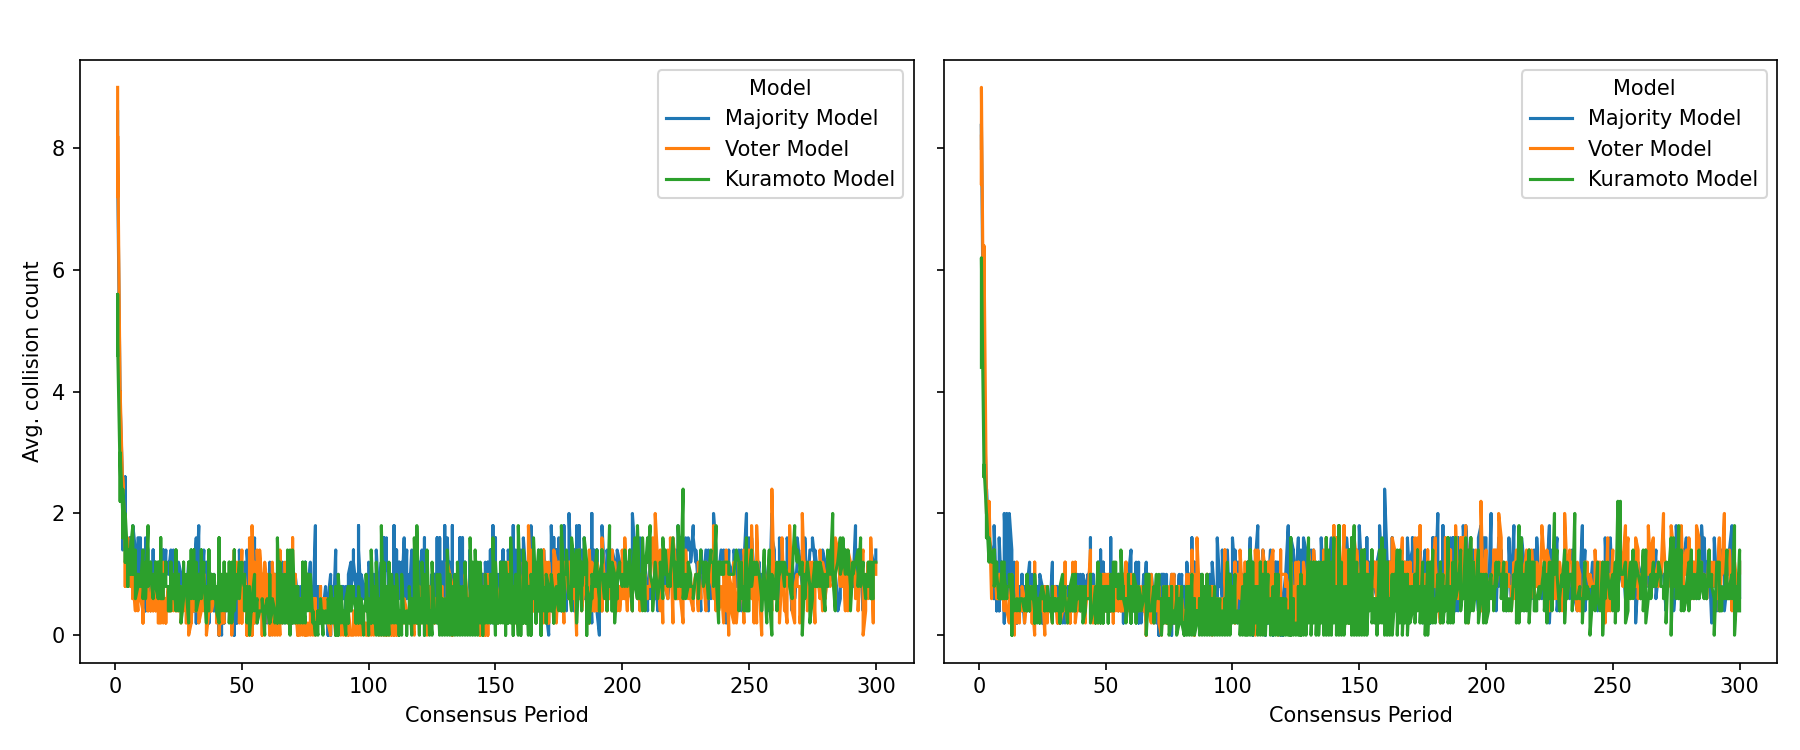 Avg. collision count
8
6
4
2
0
0 50 100 150 200 250 300
Consensus Period
Model
Majority Model
Voter Model
Kuramoto Model
0 50 100 150 200 250 300
Consensus Period
Model
Majority Model
Voter Model
Kuramoto Model